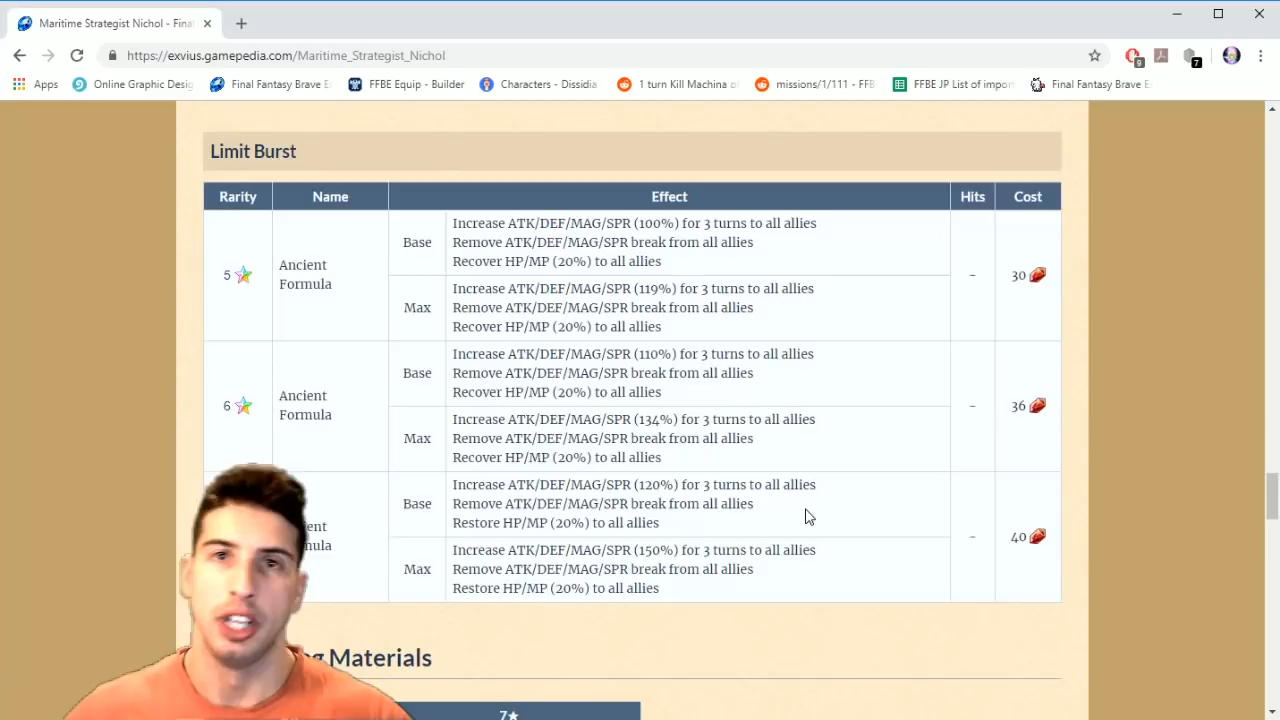 Maritime Strategist Nichol - Fina
https://exvius.gamepedia.com/Maritime_Strategist_Nichol
9
7
Apps
Online Graphic Desig
Final Fantasy Brave E
FFBE Equip - Builder
Characters - Dissidia
1 turn Kill Machina o
missions/1/111 - FFB
FFBE JP List of impor
Final Fantasy Brave E
Limit Burst
Rarity Name Effect Hits Cost
5
Ancient
Formula
Base
Increase ATK/DEF/MAG/SPR (100%) for 3 turns to all allies
Remove ATK/DEF/MAG/SPR break from all allies
Recover HP/MP (20%) to all allies
Max
Increase ATK/DEF/MAG/SPR (119%) for 3 turns to all allies
Remove ATK/DEF/MAG/SPR break from all allies
Recover HP/MP (20%) to all allies
-
30
6
Ancient
Formula
Base
Increase ATK/DEF/MAG/SPR (110%) for 3 turns to all allies
Remove ATK/DEF/MAG/SPR break from all allies
Recover HP/MP (20%) to all allies
Max
Increase ATK/DEF/MAG/SPR (134%) for 3 turns to all allies
Remove ATK/DEF/MAG/SPR break from all allies
Recover HP/MP (20%) to all allies
-
36
ent
nula
Base
Increase ATK/DEF/MAG/SPR (120%) for 3 turns to all allies
Remove ATK/DEF/MAG/SPR break from all allies
Restore HP/MP (20%) to all allies
Max
Increase ATK/DEF/MAG/SPR (150%) for 3 turns to all allies
Remove ATK/DEF/MAG/SPR break from all allies
Restore HP/MP (20%) to all allies
-
40
g Materials
7★